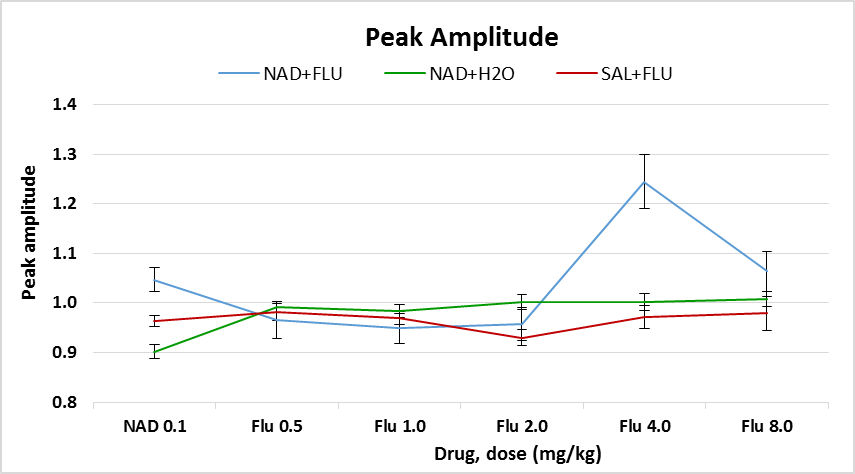 Peak Amplitude
NAD+FLU NAD+H2O SAL+FLU
1.4
1.3
1.2
1.1
1.0
0.9
0.8
Peak amplitude
NAD 0.1 Flu 0.5 Flu 1.0 Flu 2.0 Flu 4.0 Flu 8.0
Drug, dose (mg/kg)